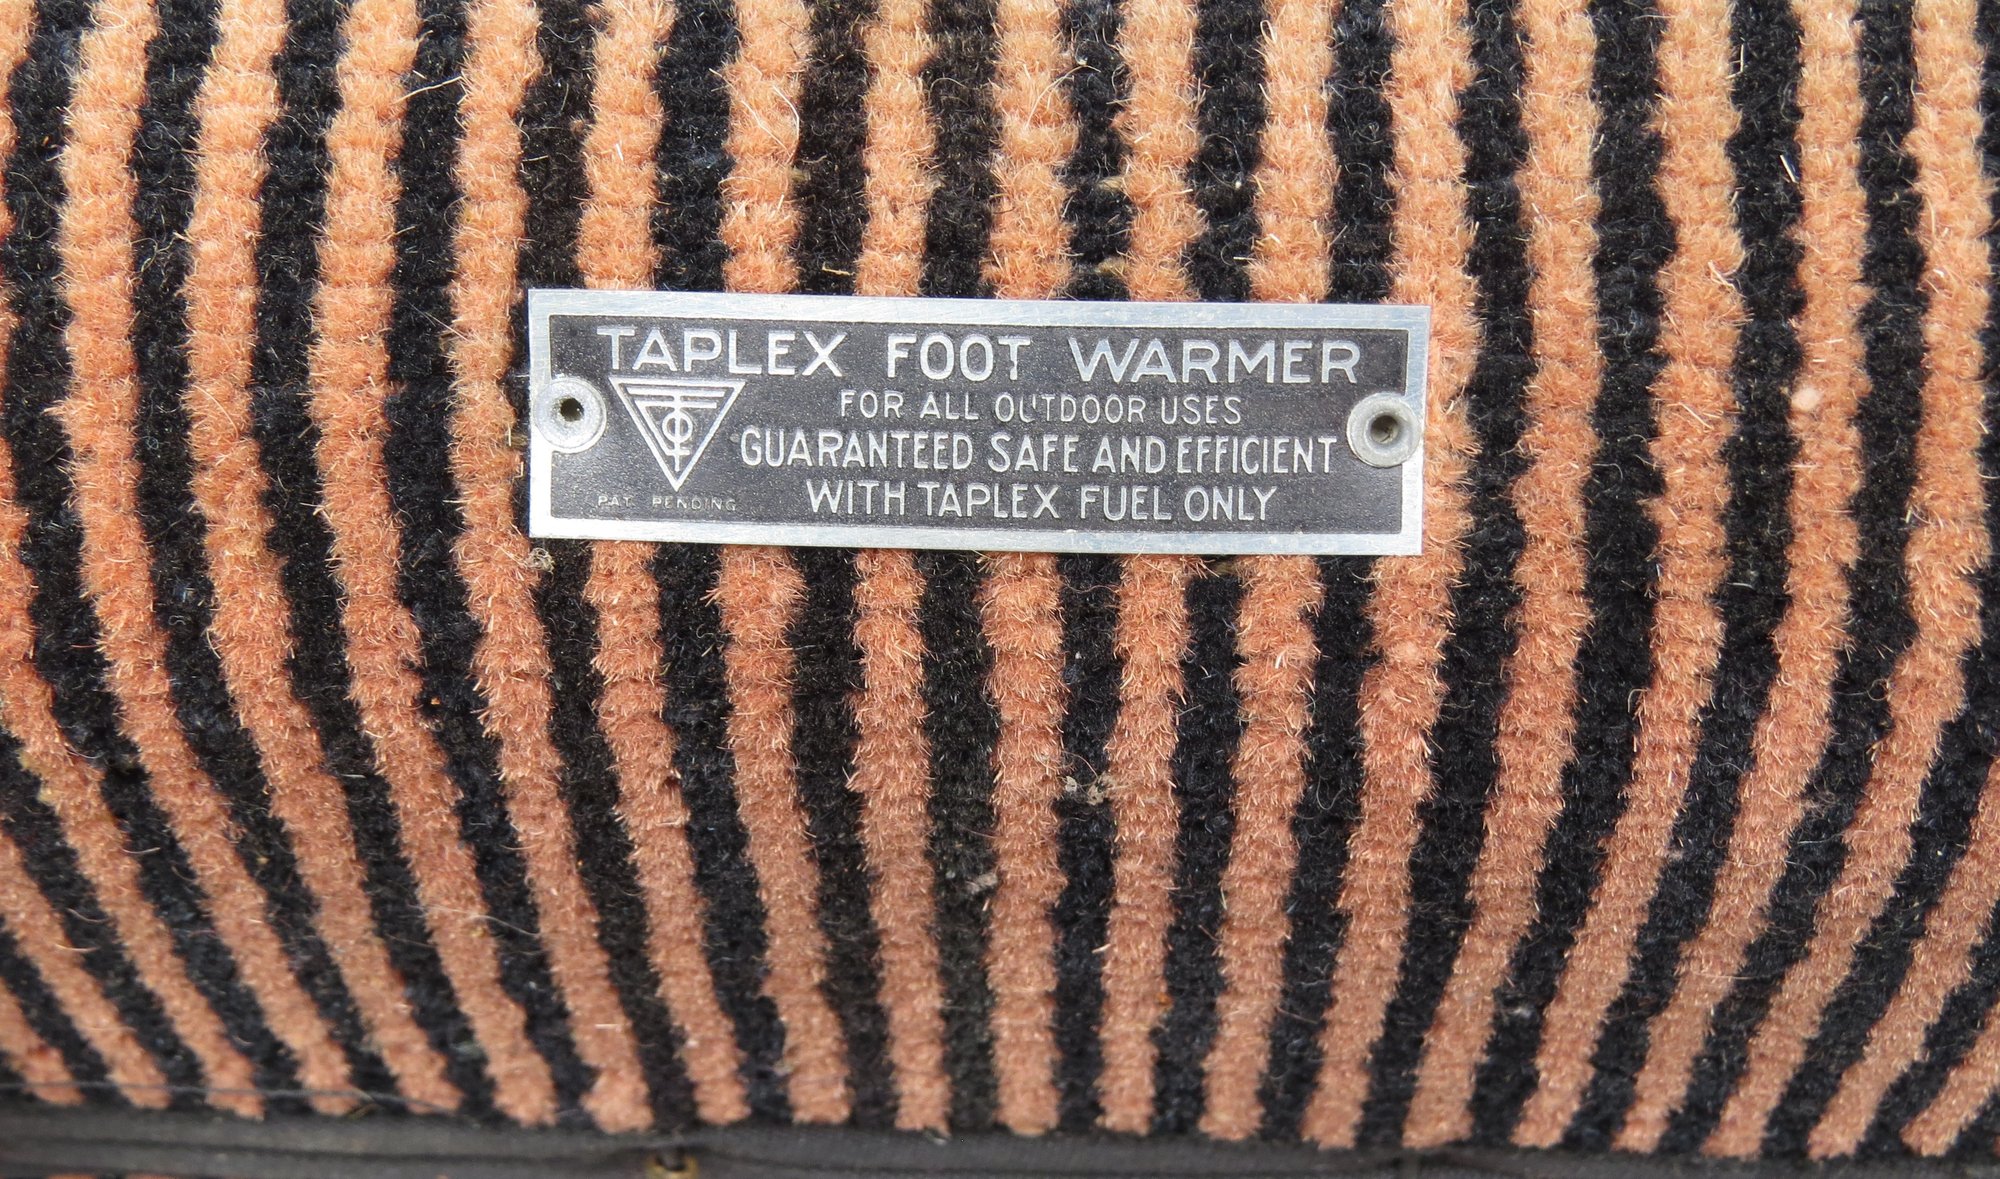 TAPLEX FOOT WARMER
FOR ALL OUTDOOR USES
GUARANTEED SAFE AND EFFICIENT
WITH TAPLEX FUEL ONLY
PAT. PENDING